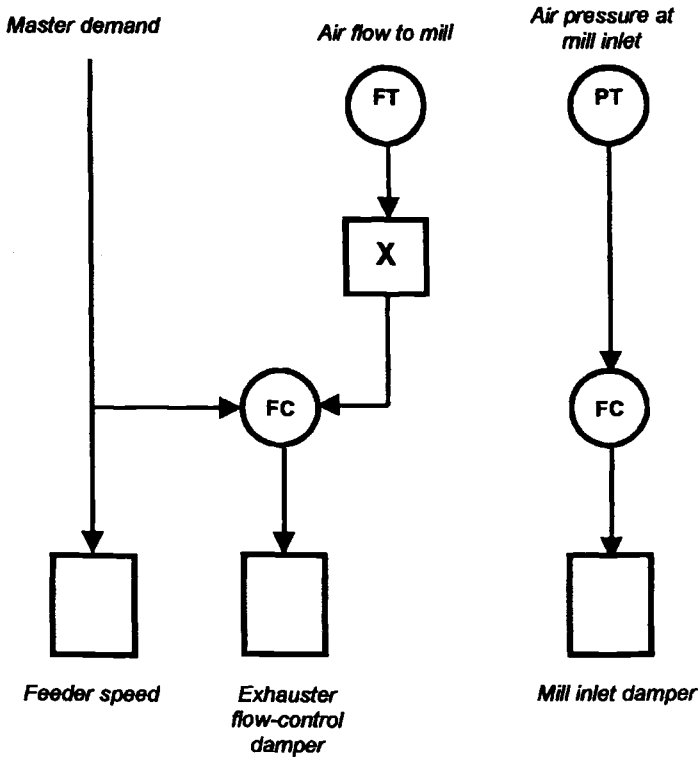 Master demand
Air flow to mill
Air pressure at
mill inlet
FT
PT
X
FC
FC
Feeder speed
Exhauster
flow-control
damper
Mill inlet damper